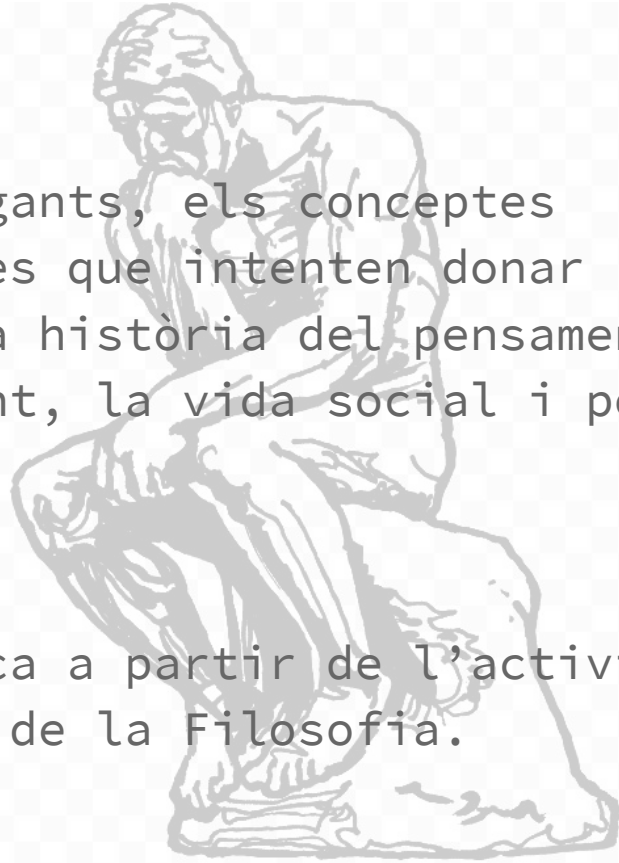 gants, els conceptes
es que intenten donar
a història del pensamen
nt, la vida social i po
ca a partir de l’activi
de la Filosofia.